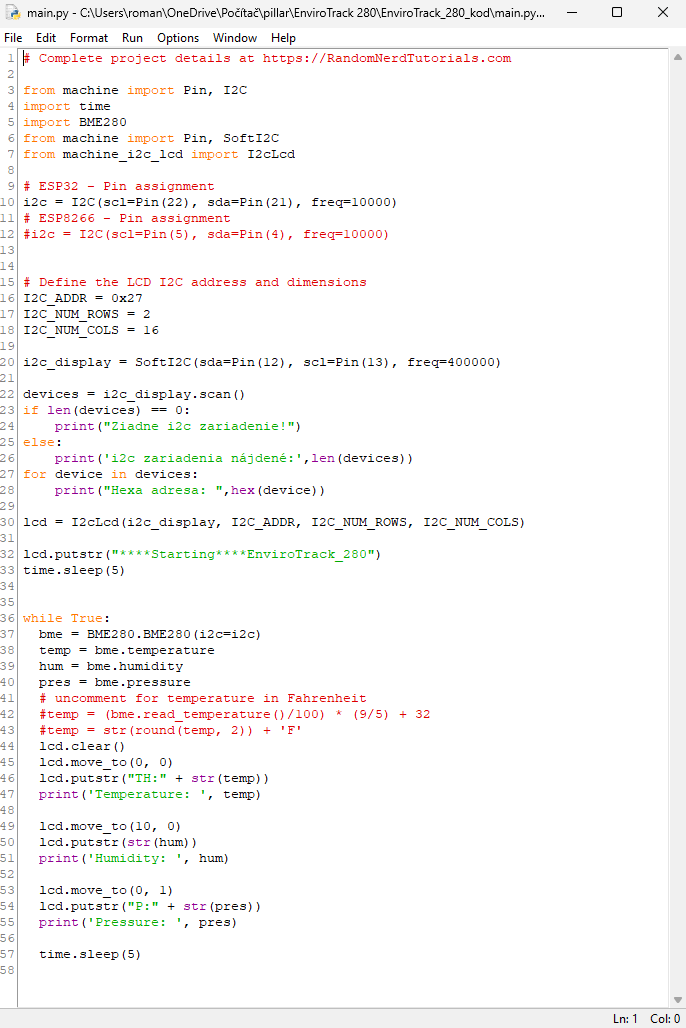 main.py - C:\Users\roman\OneDrive\Počítač\pillar\EnviroTrack 280\EnviroTrack_280_kod\main.py...
File Edit Format Run Options Window Help
1 # Complete project details at https://RandomNerdTutorials.com
2
3 from machine import Pin, I2C
4 import time
5 import BME280
6 from machine import Pin, SoftI2C
7 from machine_i2c_lcd import I2cLcd
8
9 # ESP32 - Pin assignment
10 i2c = I2C(scl=Pin(22), sda=Pin(21), freq=10000)
11 # ESP8266 - Pin assignment
12 #i2c = I2C(scl=Pin(5), sda=Pin(4), freq=10000)
13
14
15 # Define the LCD I2C address and dimensions
16 I2C_ADDR = 0x27
17 I2C_NUM_ROWS = 2
18 I2C_NUM_COLS = 16
19
20 i2c_display = SoftI2C(sda=Pin(12), scl=Pin(13), freq=400000)
21
22 devices = i2c_display.scan()
23 if len(devices) == 0:
24     print("Ziadne i2c zariadenie!")
25 else:
26     print('i2c zariadenia nájdené:',len(devices))
27 for device in devices:
28     print("Hexa adresa: ",hex(device))
29
30 lcd = I2cLcd(i2c_display, I2C_ADDR, I2C_NUM_ROWS, I2C_NUM_COLS)
31
32 lcd.putstr("****Starting****EnviroTrack_280")
33 time.sleep(5)
34
35
36 while True:
37   bme = BME280.BME280(i2c=i2c)
38   temp = bme.temperature
39   hum = bme.humidity
40   pres = bme.pressure
41   # uncomment for temperature in Fahrenheit
42   #temp = (bme.read_temperature()/100) * (9/5) + 32
43   #temp = str(round(temp, 2)) + 'F'
44   lcd.clear()
45   lcd.move_to(0, 0)
46   lcd.putstr("TH:" + str(temp))
47   print('Temperature: ', temp)
48
49   lcd.move_to(10, 0)
50   lcd.putstr(str(hum))
51   print('Humidity: ', hum)
52
53   lcd.move_to(0, 1)
54   lcd.putstr("P:" + str(pres))
55   print('Pressure: ', pres)
56
57   time.sleep(5)
58
Ln: 1 Col: 0